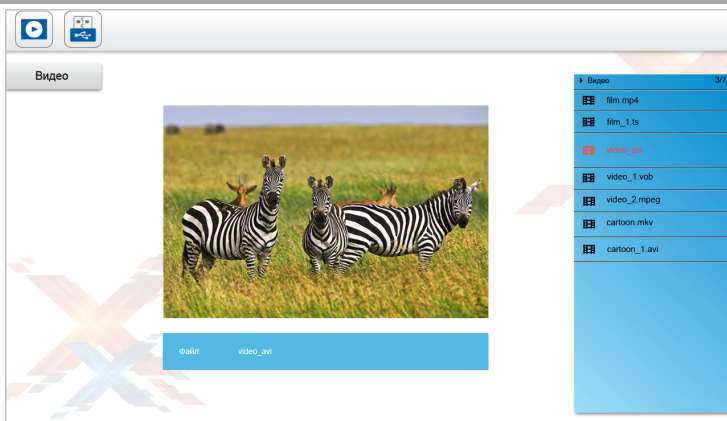 Видео
Видео 3/7
film.mp4
film_1.ts
video_avi
video_1.vob
video_2.mpeg
cartoon.mkv
cartoon_1.avi
Файл: video_avi